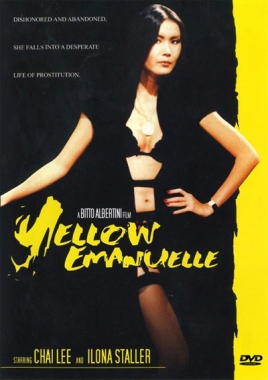 DISHONORED AND ABANDONED,
SHE FALLS INTO A DESPERATE
LIFE OF PROSTITUTION.
A BITTO ALBERTINI FILM
YELLOW
EMANUELLE
STARRING CHAI LEE AND ILONA STALLER
DVD